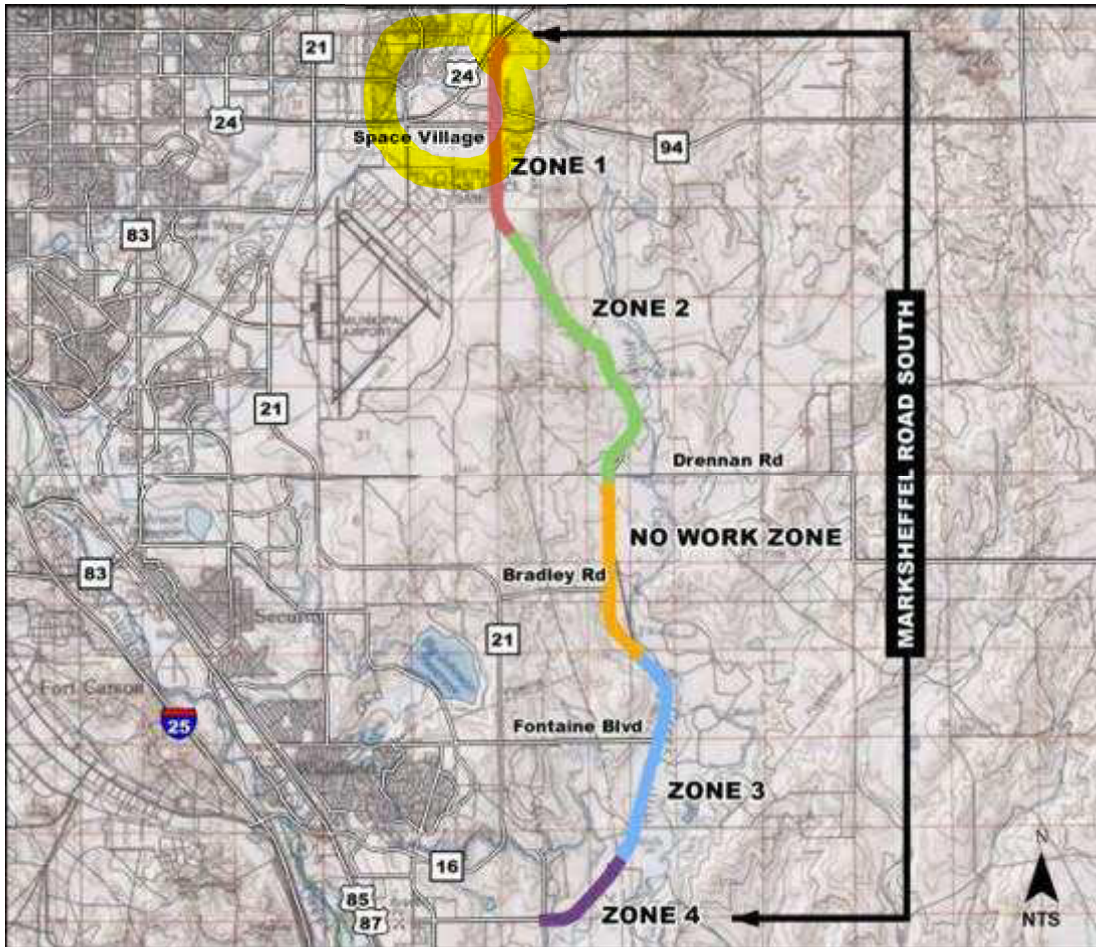 SPRINGS
21
24
24
Space Village
94
ZONE 1
83
ZONE 2
MUNICIPAL
AIRPORT
21
Drennan Rd
NO WORK ZONE
MARKSHEFFEL ROAD SOUTH
83
Bradley Rd
Security
21
Fort Carson
25
Fontaine Blvd
ZONE 3
16
85
87
ZONE 4
N
NTS